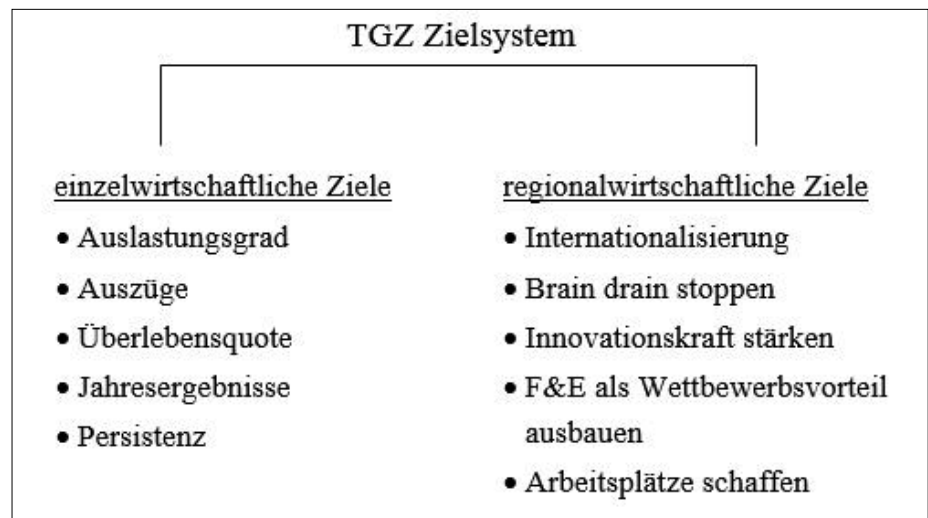 TGZ Zielsystem
einzelwirtschaftliche Ziele
• Auslastungsgrad
• Auszüge
• Überlebensquote
• Jahresergebnisse
• Persistenz
regionalwirtschaftliche Ziele
• Internationalisierung
• Brain drain stoppen
• Innovationskraft stärken
• F&E als Wettbewerbsvorteil
ausbauen
• Arbeitsplätze schaffen